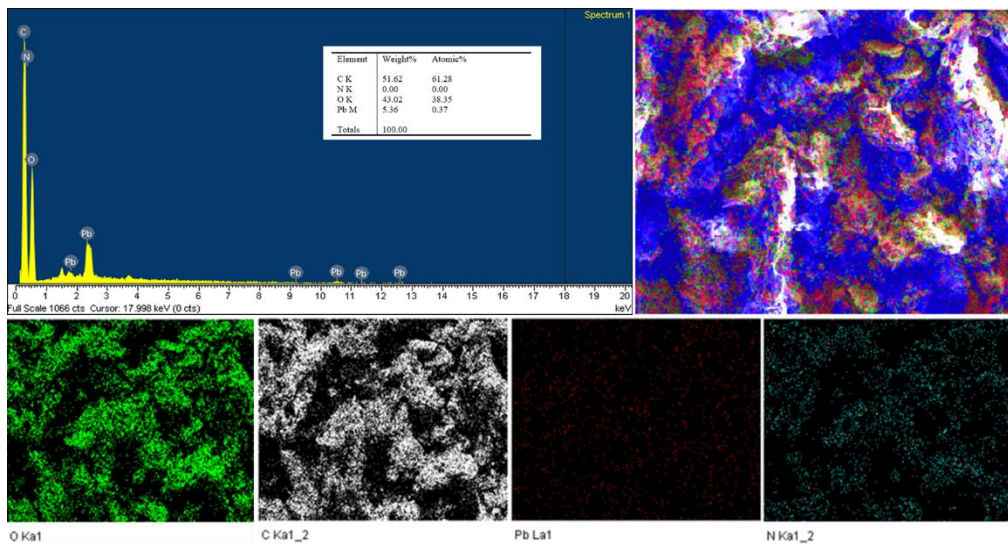 Spectrum 1
C
N
O
Pb
Pb
Pb
Pb
Pb
Pb
Element Weight% Atomic%
C K 51.62 61.28
N K 0.00 0.00
O K 43.02 38.35
Pb M 5.36 0.37
Totals 100.00
0 1 2 3 4 5 6 7 8 9 10 11 12 13 14 15 16 17 18 19 20
Full Scale 1066 cts Cursor: 17.998 keV (0 cts) keV
O Ka1
C Ka1_2
Pb La1
N Ka1_2